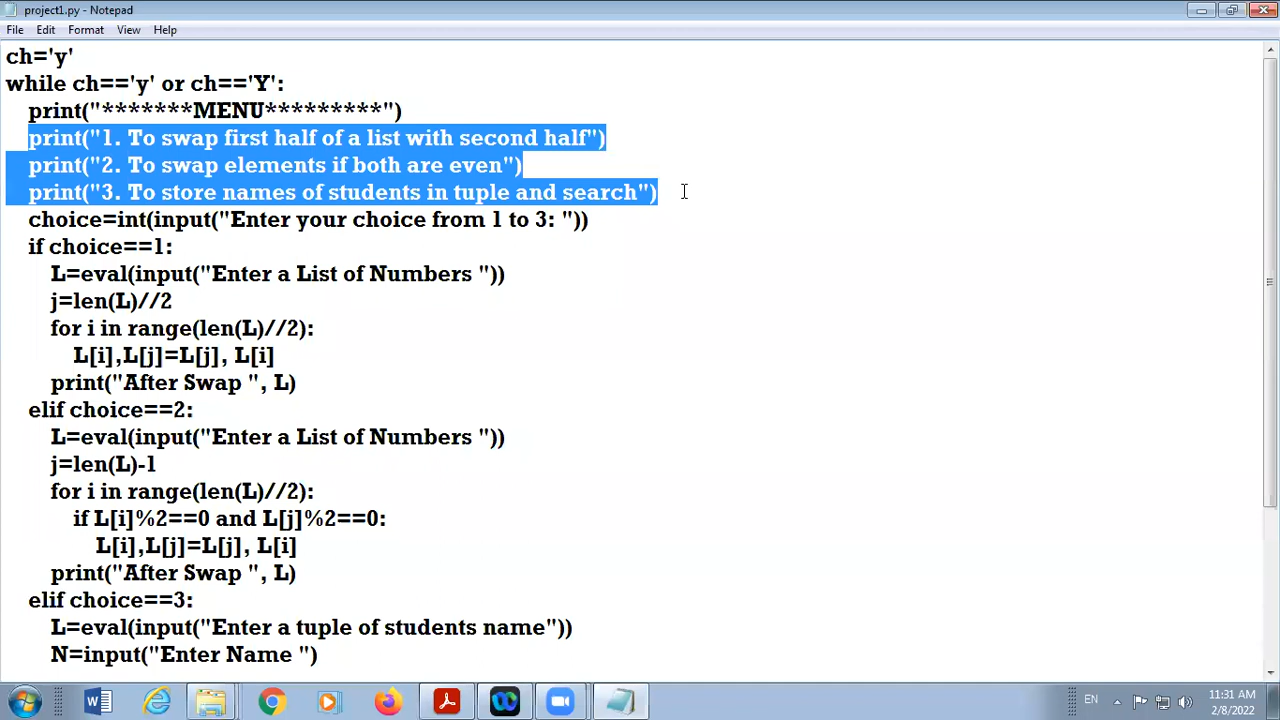 project1.py - Notepad
File Edit Format View Help
ch='y'
while ch=='y' or ch=='Y':
print("*******MENU*********")
print("1. To swap first half of a list with second half")
print("2. To swap elements if both are even")
print("3. To store names of students in tuple and search")
choice=int(input("Enter your choice from 1 to 3: "))
if choice==1:
L=eval(input("Enter a List of Numbers "))
j=len(L)//2
for i in range(len(L)//2):
L[i],L[j]=L[j], L[i]
print("After Swap ", L)
elif choice==2:
L=eval(input("Enter a List of Numbers "))
j=len(L)-1
for i in range(len(L)//2):
if L[i]%2==0 and L[j]%2==0:
L[i],L[j]=L[j], L[i]
print("After Swap ", L)
elif choice==3:
L=eval(input("Enter a tuple of students name"))
N=input("Enter Name ")
EN
11:31 AM
2/8/2022